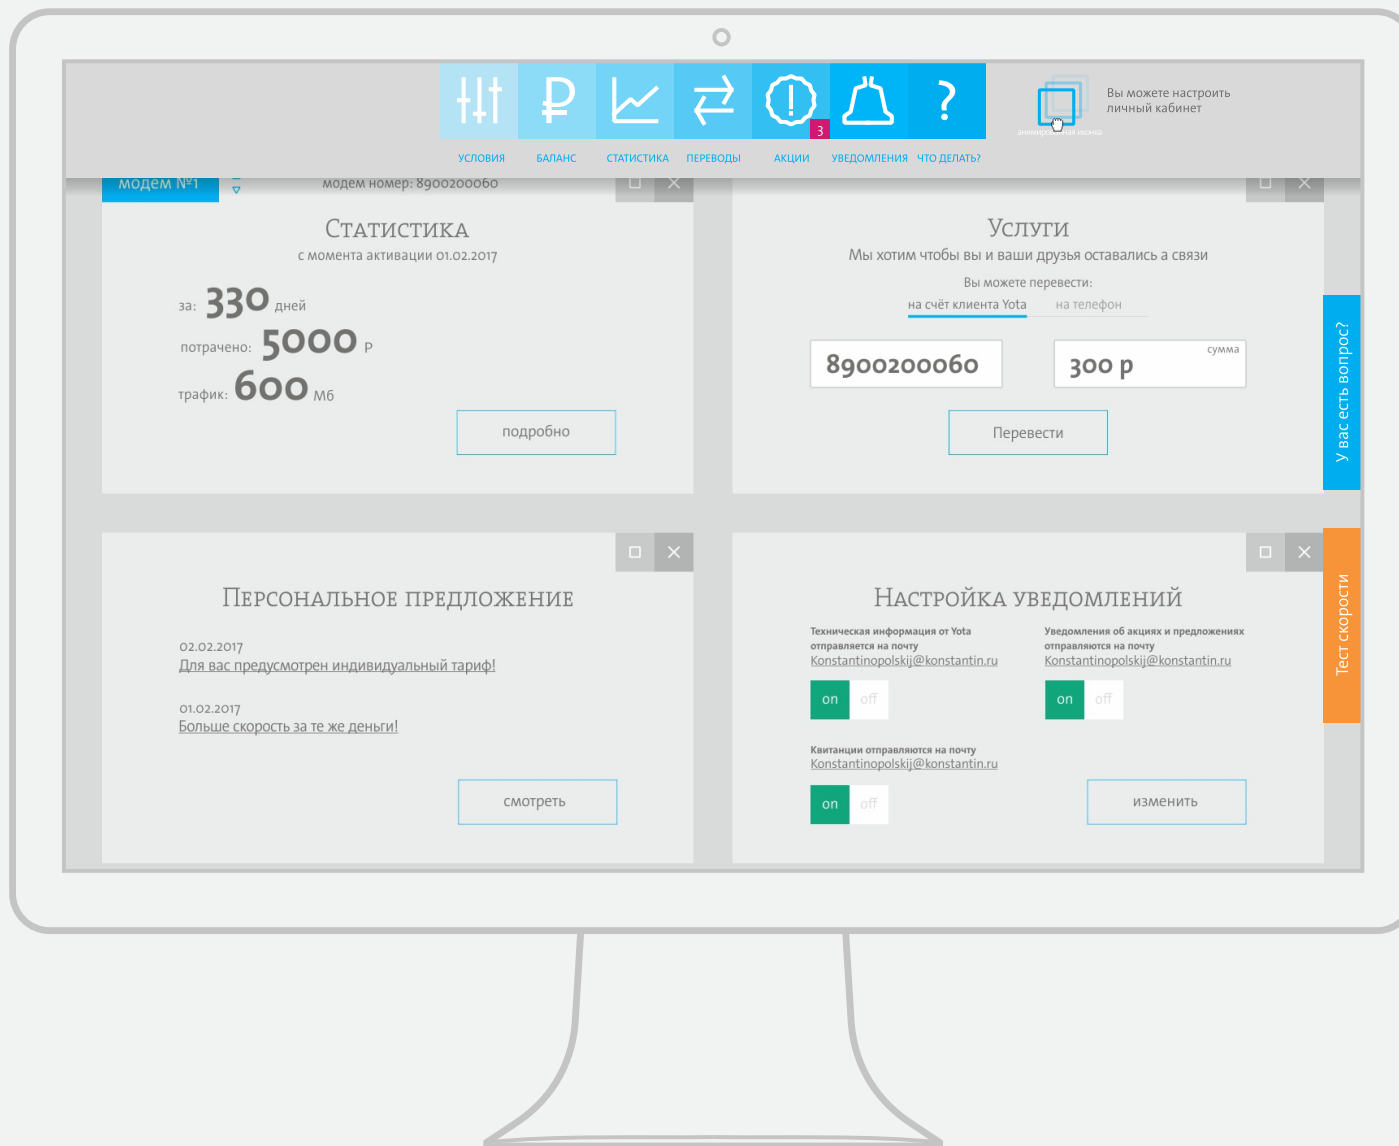 3
УСЛОВИЯ
БАЛАНС
СТАТИСТИКА
ПЕРЕВОДЫ
АКЦИИ
УВЕДОМЛЕНИЯ
ЧТО ДЕЛАТЬ?
анимированная иконка
Вы можете настроить
личный кабинет
модем №1
модем номер: 8900200060
Статистика
с момента активации 01.02.2017
за: 330 дней
потрачено: 5000 Р
трафик: 600 Мб
подробно
Услуги
Мы хотим чтобы вы и ваши друзья оставались а связи
Вы можете перевести:
на счёт клиента Yota
на телефон
8900200060
сумма
300 р
Перевести
У вас есть вопрос?
Тест скорости
Персональное предложение
02.02.2017
Для вас предусмотрен индивидуальный тариф!
01.02.2017
Больше скорость за те же деньги!
смотреть
Настройка уведомлений
Техническая информация от Yota
отправляется на почту
Konstantinopolskij@konstantin.ru
on off
Уведомления об акциях и предложениях
отправляются на почту
Konstantinopolskij@konstantin.ru
on off
Квитанции отправляются на почту
Konstantinopolskij@konstantin.ru
on off
изменить